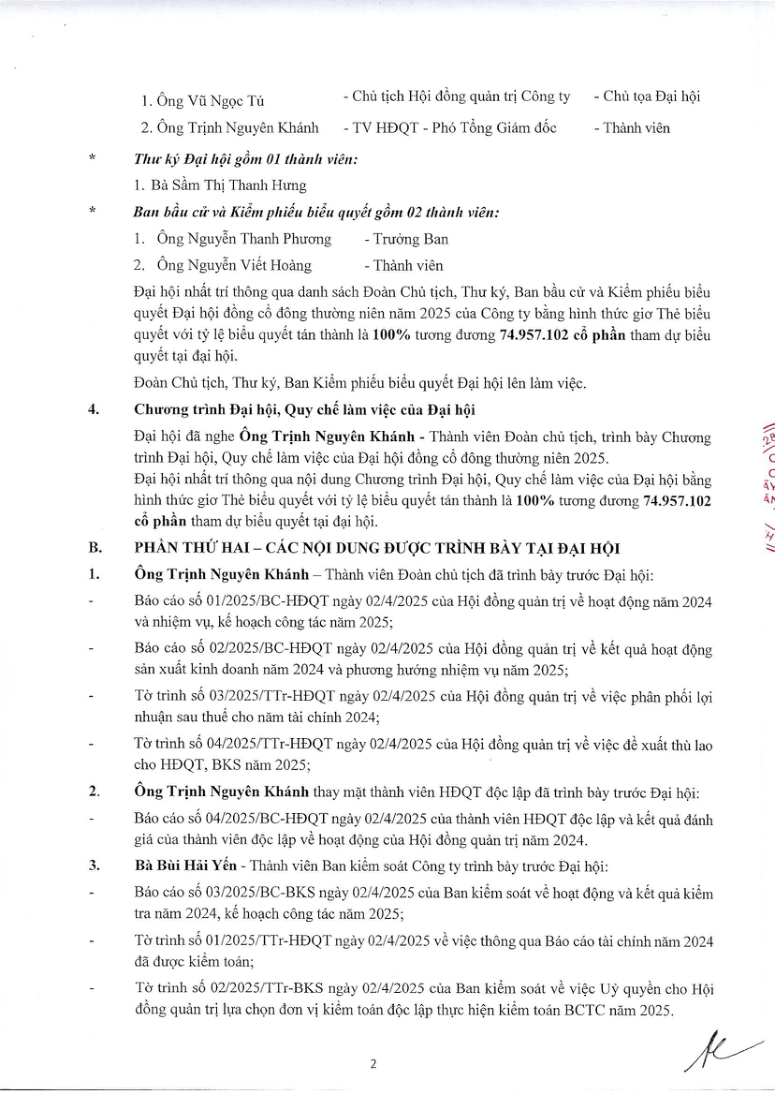 1. Ông Vũ Ngọc Tú - Chủ tịch Hội đồng quản trị Công ty - Chủ tọa Đại hội
2. Ông Trịnh Nguyên Khánh - TV HĐQT - Phó Tổng Giám đốc - Thành viên
* Thư ký Đại hội gồm 01 thành viên:
1. Bà Sầm Thị Thanh Hưng
* Ban bầu cử và Kiểm phiếu biểu quyết gồm 02 thành viên:
1. Ông Nguyễn Thanh Phương - Trưởng Ban
2. Ông Nguyễn Viết Hoàng - Thành viên
Đại hội nhất trí thông qua danh sách Đoàn Chủ tịch, Thư ký, Ban bầu cử và Kiểm phiếu biểu
quyết Đại hội đồng cổ đông thường niên năm 2025 của Công ty bằng hình thức giơ Thẻ biểu
quyết với tỷ lệ biểu quyết tán thành là 100% tương đương 74.957.102 cổ phần tham dự biểu
quyết tại đại hội.
Đoàn Chủ tịch, Thư ký, Ban Kiểm phiếu biểu quyết Đại hội lên làm việc.
4. Chương trình Đại hội, Quy chế làm việc của Đại hội
Đại hội đã nghe Ông Trịnh Nguyên Khánh - Thành viên Đoàn chủ tịch, trình bày Chương
trình Đại hội, Quy chế làm việc của Đại hội đồng cổ đông thường niên 2025.
Đại hội nhất trí thông qua nội dung Chương trình Đại hội, Quy chế làm việc của Đại hội bằng
hình thức giơ Thẻ biểu quyết với tỷ lệ biểu quyết tán thành là 100% tương đương 74.957.102
cổ phần tham dự biểu quyết tại đại hội.
B. PHẦN THỨ HAI – CÁC NỘI DUNG ĐƯỢC TRÌNH BÀY TẠI ĐẠI HỘI
1. Ông Trịnh Nguyên Khánh – Thành viên Đoàn chủ tịch đã trình bày trước Đại hội:
- Báo cáo số 01/2025/BC-HĐQT ngày 02/4/2025 của Hội đồng quản trị về hoạt động năm 2024
và nhiệm vụ, kế hoạch công tác năm 2025;
- Báo cáo số 02/2025/BC-HĐQT ngày 02/4/2025 của Hội đồng quản trị về kết quả hoạt động
sản xuất kinh doanh năm 2024 và phương hướng nhiệm vụ năm 2025;
- Tờ trình số 03/2025/TTr-HĐQT ngày 02/4/2025 của Hội đồng quản trị về việc phân phối lợi
nhuận sau thuế cho năm tài chính 2024;
- Tờ trình số 04/2025/TTr-HĐQT ngày 02/4/2025 của Hội đồng quản trị về việc đề xuất thù lao
cho HĐQT, BKS năm 2025;
2. Ông Trịnh Nguyên Khánh thay mặt thành viên HĐQT độc lập đã trình bày trước Đại hội:
- Báo cáo số 04/2025/BC-HĐQT ngày 02/4/2025 của thành viên HĐQT độc lập và kết quả đánh
giá của thành viên độc lập về hoạt động của Hội đồng quản trị năm 2024.
3. Bà Bùi Hải Yến - Thành viên Ban kiểm soát Công ty trình bày trước Đại hội:
- Báo cáo số 03/2025/BC-BKS ngày 02/4/2025 của Ban kiểm soát về hoạt động và kết quả kiểm
tra năm 2024, kế hoạch công tác năm 2025;
- Tờ trình số 01/2025/TTr-HĐQT ngày 02/4/2025 về việc thông qua Báo cáo tài chính năm 2024
đã được kiểm toán;
- Tờ trình số 02/2025/TTr-BKS ngày 02/4/2025 của Ban kiểm soát về việc Uỷ quyền cho Hội
đồng quản trị lựa chọn đơn vị kiểm toán độc lập thực hiện kiểm toán BCTC năm 2025.
2